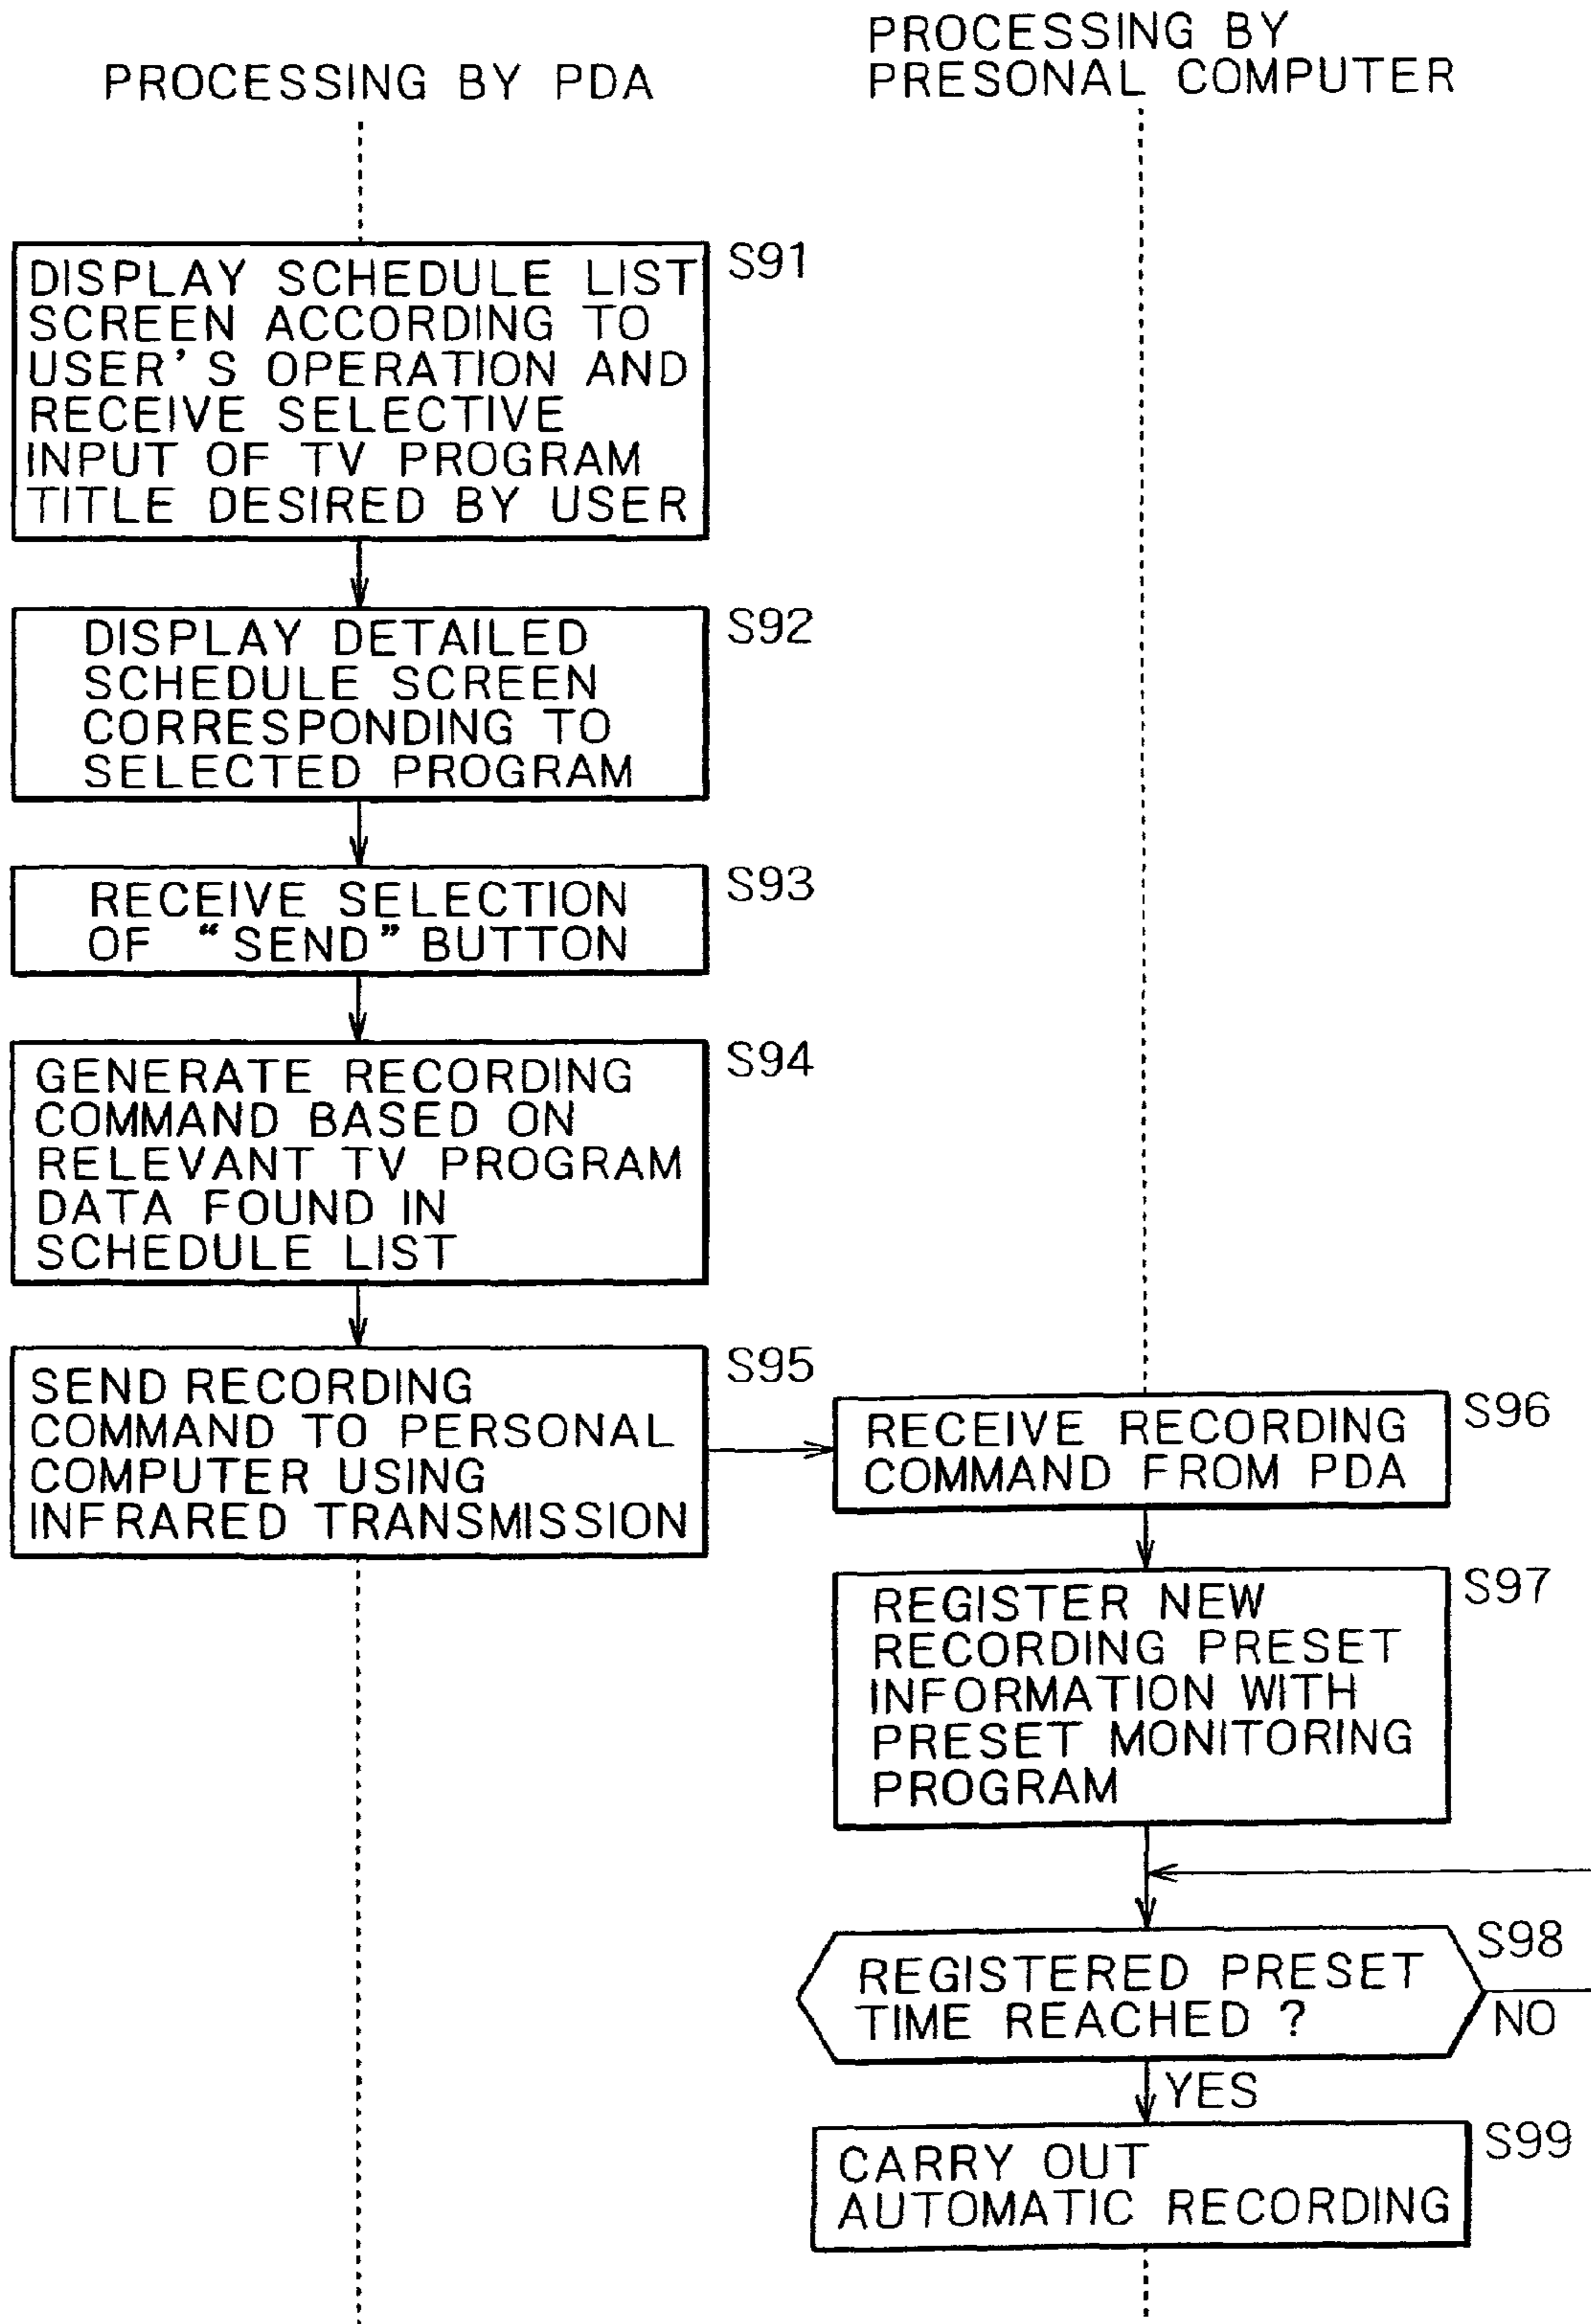 PROCESSING BY PDA
PROCESSING BY
PRESONAL COMPUTER
S91
DISPLAY SCHEDULE LIST
SCREEN ACCORDING TO
USER'S OPERATION AND
RECEIVE SELECTIVE
INPUT OF TV PROGRAM
TITLE DESIRED BY USER
S92
DISPLAY DETAILED
SCHEDULE SCREEN
CORRESPONDING TO
SELECTED PROGRAM
S93
RECEIVE SELECTION
OF “SEND” BUTTON
S94
GENERATE RECORDING
COMMAND BASED ON
RELEVANT TV PROGRAM
DATA FOUND IN
SCHEDULE LIST
S95
SEND RECORDING
COMMAND TO PERSONAL
COMPUTER USING
INFRARED TRANSMISSION
S96
RECEIVE RECORDING
COMMAND FROM PDA
S97
REGISTER NEW
RECORDING PRESET
INFORMATION WITH
PRESET MONITORING
PROGRAM
S98
REGISTERED PRESET
TIME REACHED ?
NO
YES
S99
CARRY OUT
AUTOMATIC RECORDING